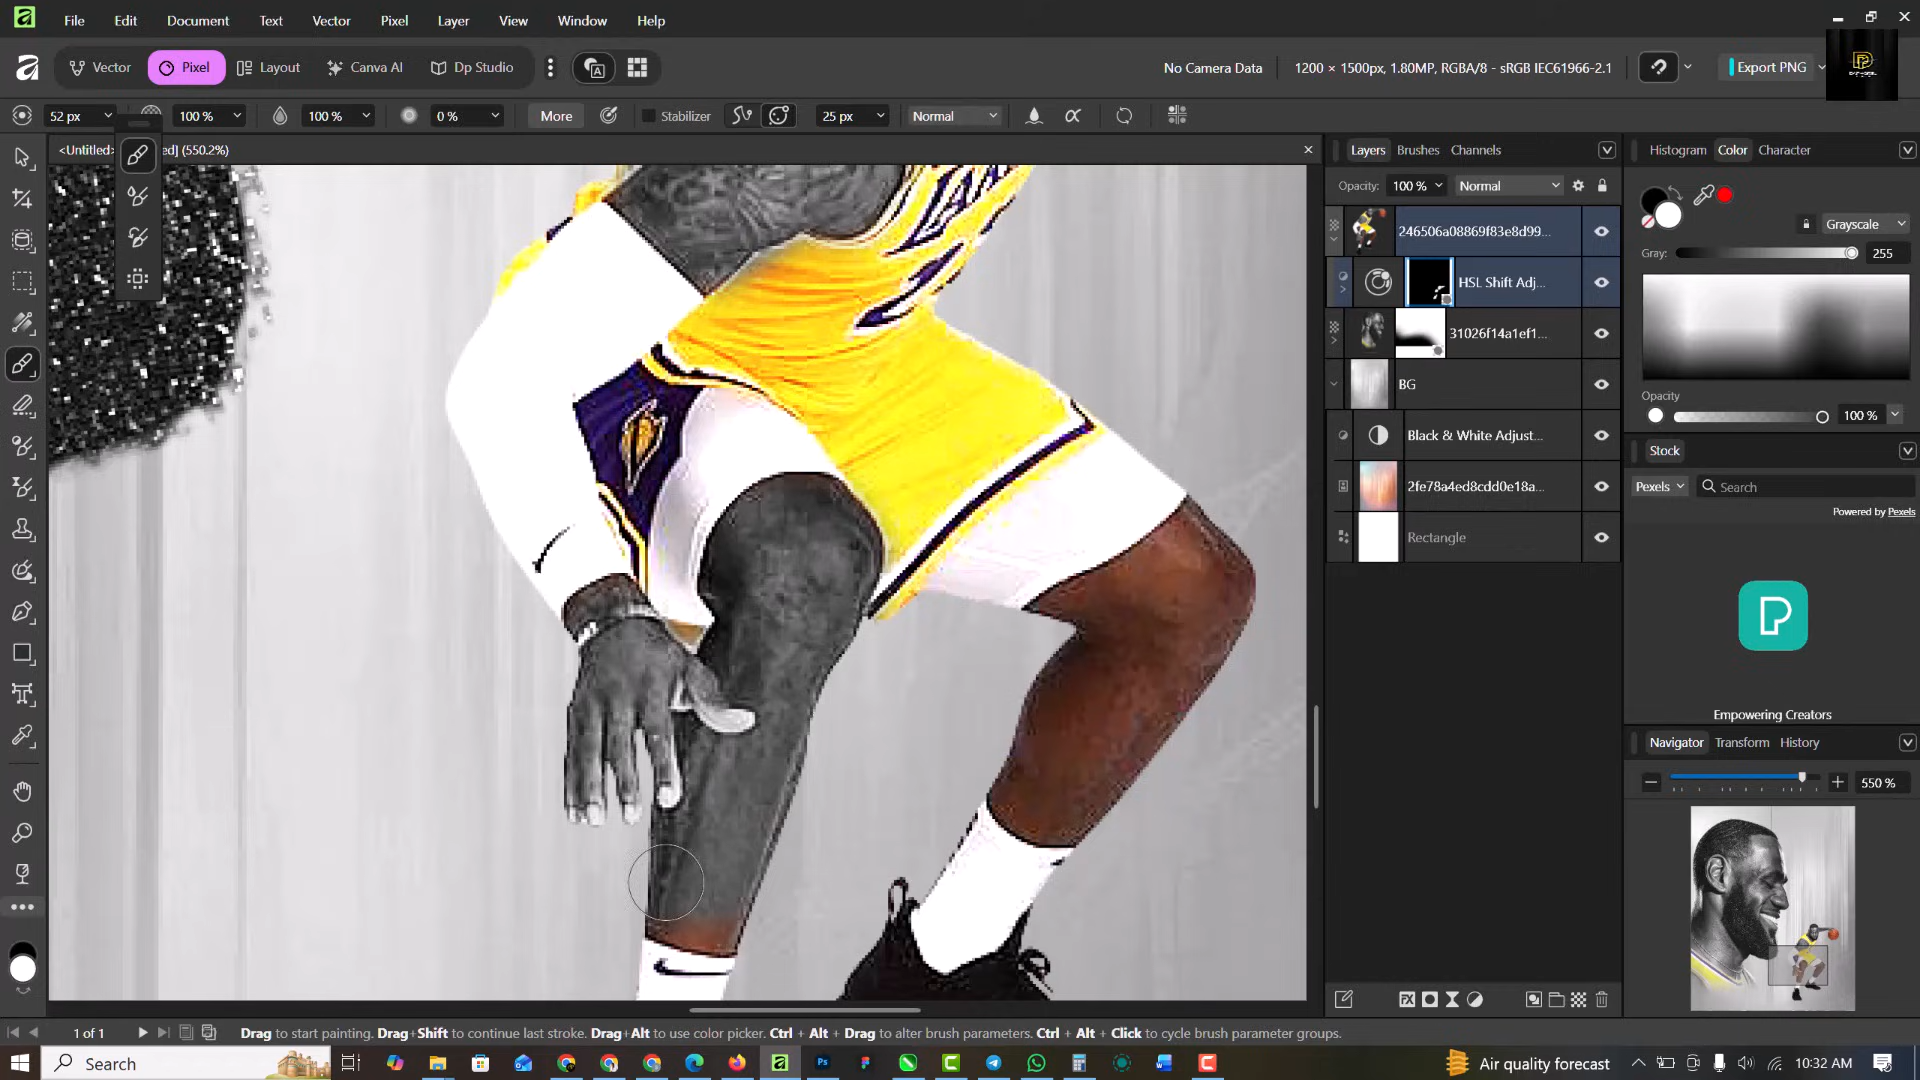 File Edit Document Text Vector Pixel Layer View Window Help
Vector Pixel Layout Canva AI Dp Studio
No Camera Data 1200 × 1500px, 1.80MP, RGBA/8 - sRGB IEC61966-2.1 Export PNG
52 px 100 % 100 % 0 % More Stabilizer 25 px Normal
<Untitled> ed] (550.2%)
Layers Brushes Channels
Opacity: 100 % Normal
246506a08869f83e8d99...
HSL Shift Adj...
31026f14a1ef1...
BG
Black & White Adjust...
2fe78a4ed8cdd0e18a...
Rectangle
Histogram Color Character
Grayscale
Gray: 255
Opacity
100 %
Stock
Pexels Search
Powered by Pexels
Empowering Creators
Navigator Transform History
550 %
1 of 1 Drag to start painting. Drag+Shift to continue last stroke. Drag+Alt to use color picker. Ctrl + Alt + Drag to alter brush parameters. Ctrl + Alt + Click to cycle brush parameter groups.
Search Air quality forecast 10:32 AM